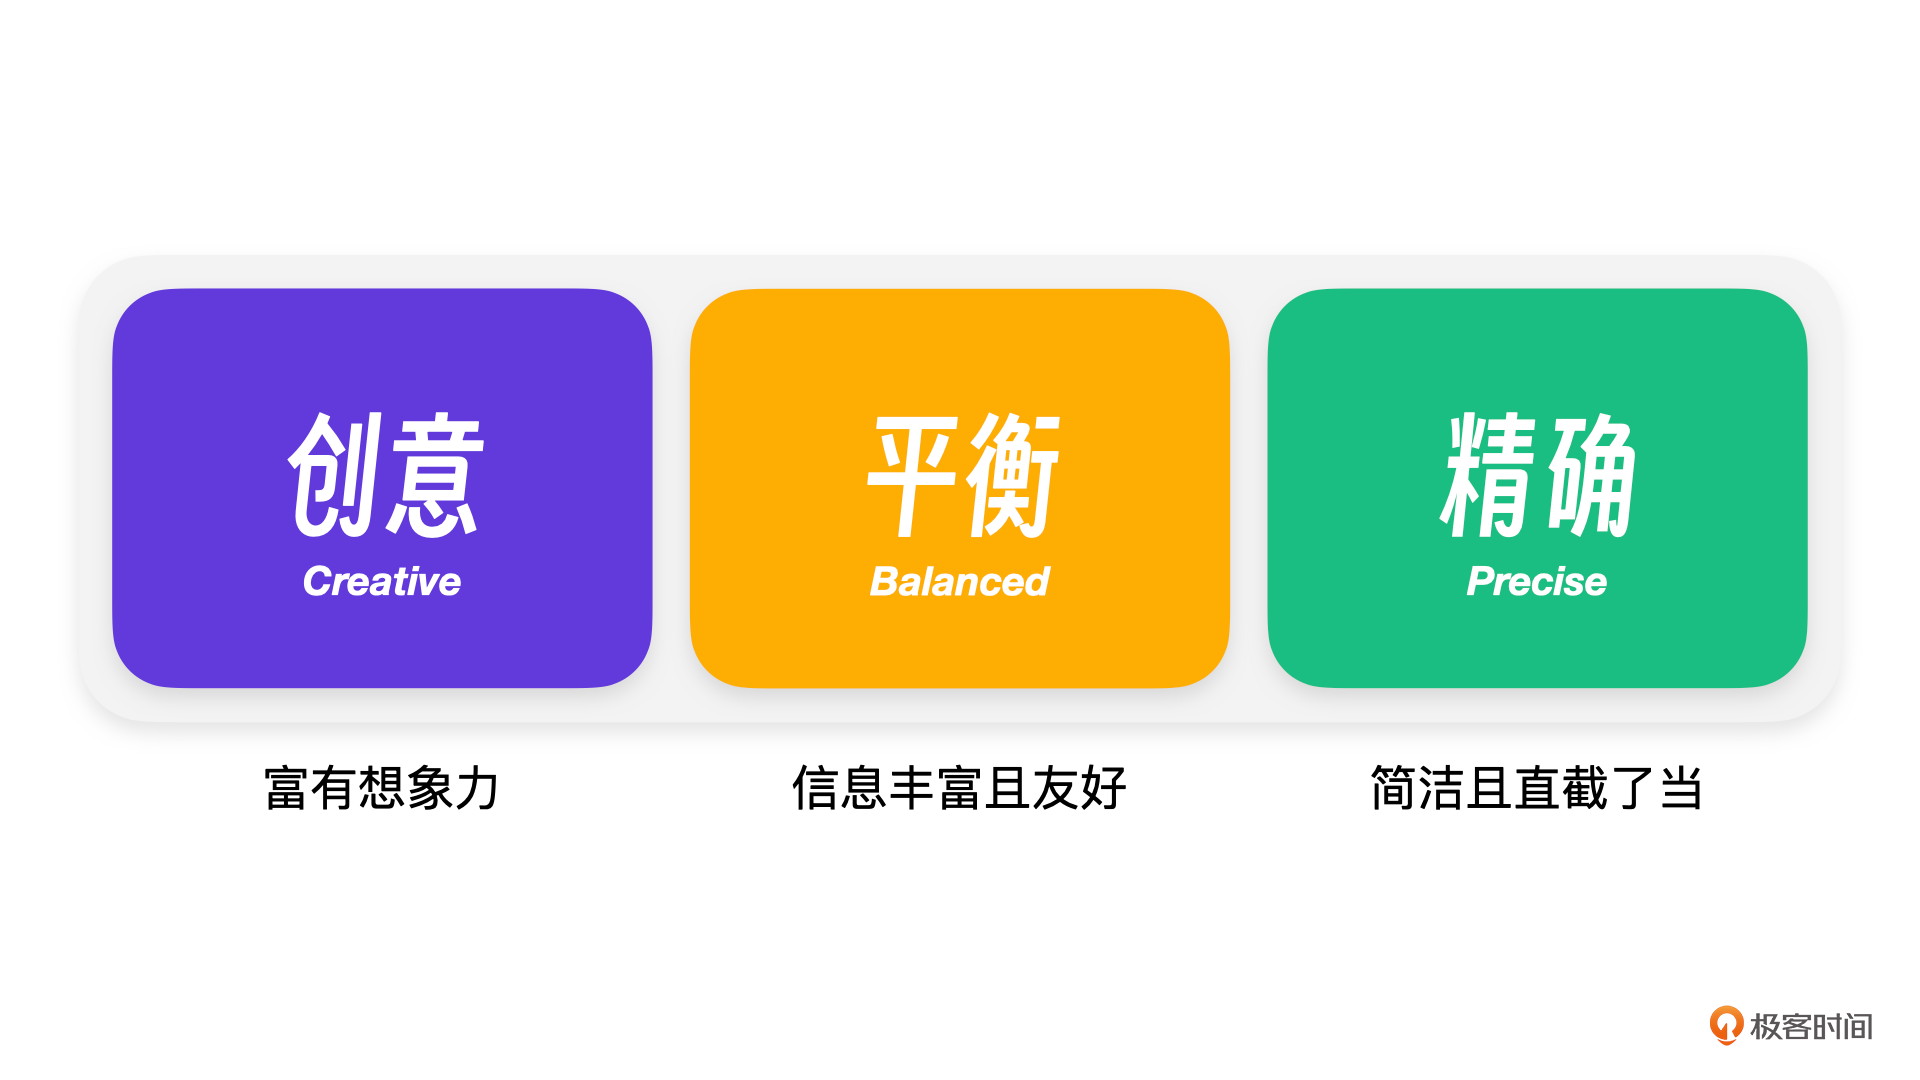 创意
Creative
平衡
Balanced
精确
Precise
富有想象力
信息丰富且友好
简洁且直截了当
极客时间